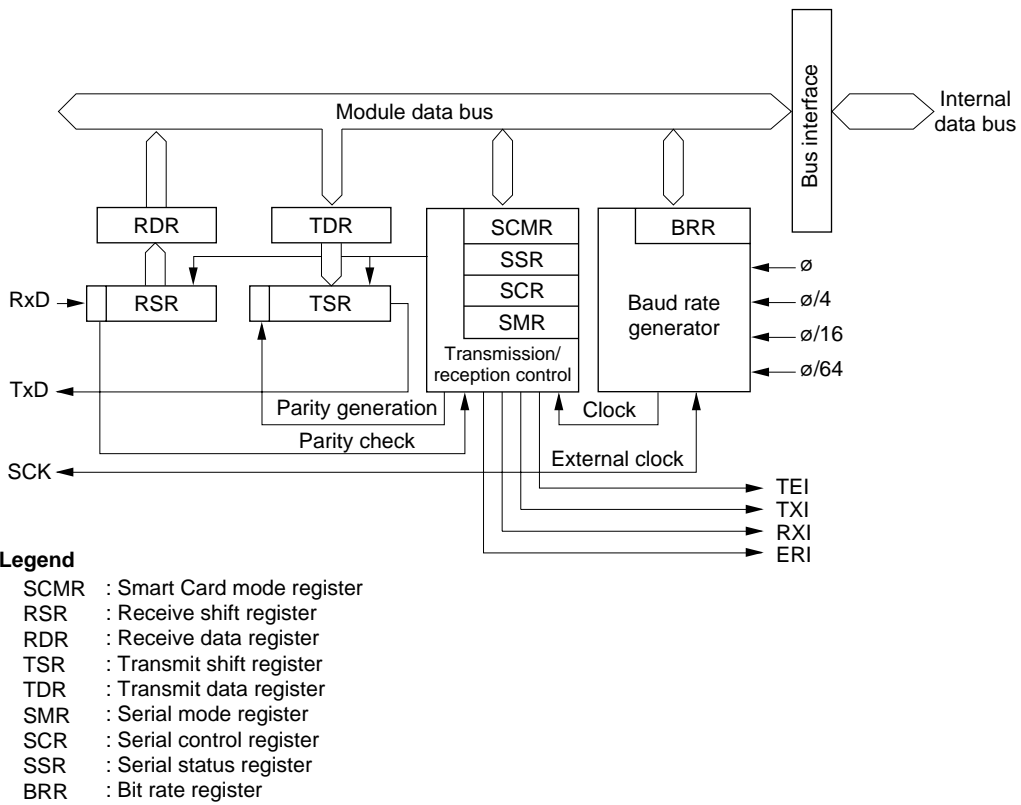 Module data bus
Bus interface
Internal
data bus
RDR
TDR
SCMR
SSR
SCR
SMR
Transmission/
reception control
BRR
Baud rate
generator
ø
ø/4
ø/16
ø/64
RxD
RSR
TSR
TxD
Parity generation
Parity check
Clock
External clock
SCK
TEI
TXI
RXI
ERI
Legend
SCMR : Smart Card mode register
RSR : Receive shift register
RDR : Receive data register
TSR : Transmit shift register
TDR : Transmit data register
SMR : Serial mode register
SCR : Serial control register
SSR : Serial status register
BRR : Bit rate register